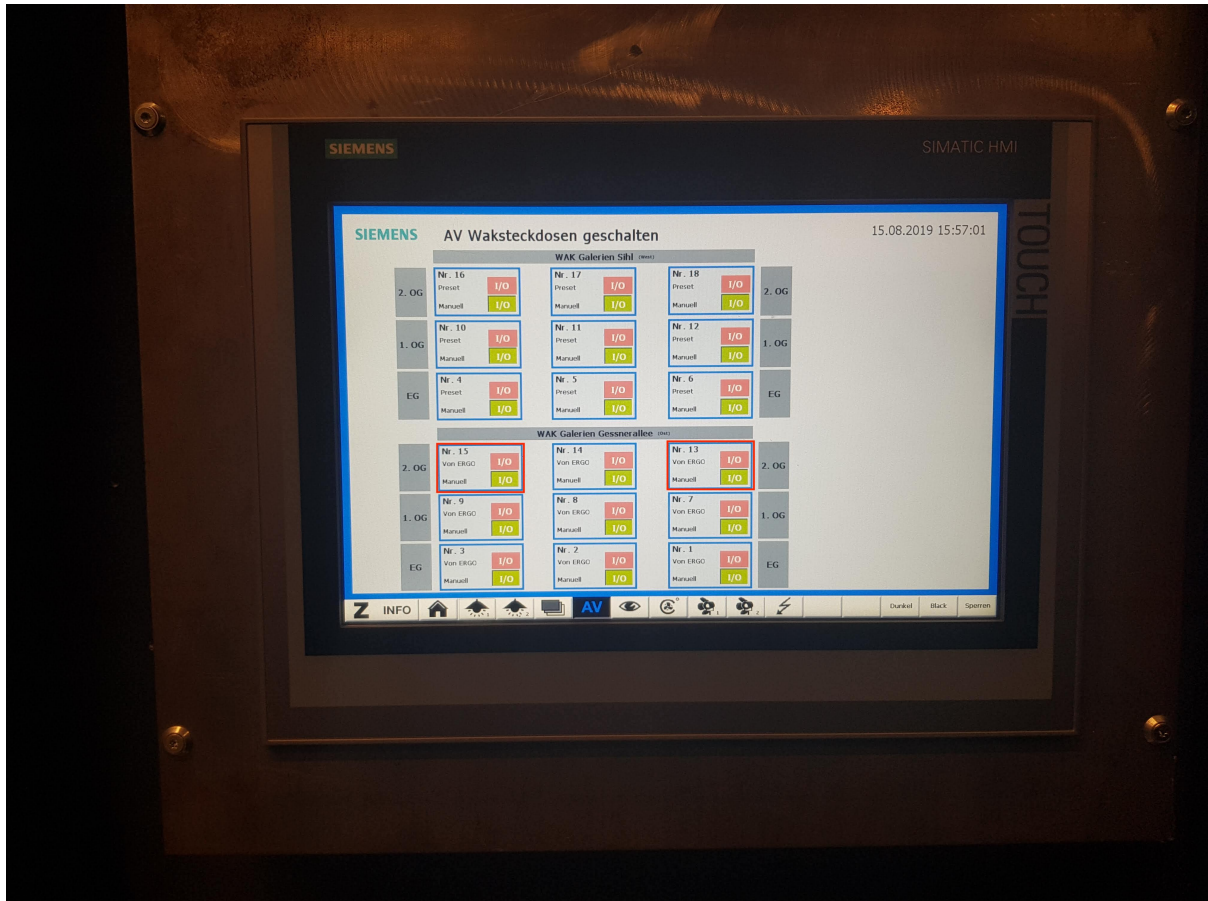 SIEMENS
SIMATIC HMI
TOUCH
SIEMENS AV Waksteckdosen geschalten 15.08.2019 15:57:01
WAK Galerien Sihl (West)
2. OG
Nr. 16 Preset I/O Manuell I/O
Nr. 17 Preset I/O Manuell I/O
Nr. 18 Preset I/O Manuell I/O
2. OG
1. OG
Nr. 10 Preset I/O Manuell I/O
Nr. 11 Preset I/O Manuell I/O
Nr. 12 Preset I/O Manuell I/O
1. OG
EG
Nr. 4 Preset I/O Manuell I/O
Nr. 5 Preset I/O Manuell I/O
Nr. 6 Preset I/O Manuell I/O
EG
WAK Galerien Gessnerallee (Ost)
2. OG
Nr. 15 Von ERGO I/O Manuell I/O
Nr. 14 Von ERGO I/O Manuell I/O
Nr. 13 Von ERGO I/O Manuell I/O
2. OG
1. OG
Nr. 9 Von ERGO I/O Manuell I/O
Nr. 8 Von ERGO I/O Manuell I/O
Nr. 7 Von ERGO I/O Manuell I/O
1. OG
EG
Nr. 3 Von ERGO I/O Manuell I/O
Nr. 2 Von ERGO I/O Manuell I/O
Nr. 1 Von ERGO I/O Manuell I/O
EG
Z INFO 1 2 AV 1 2 Dunkel Black Sperren